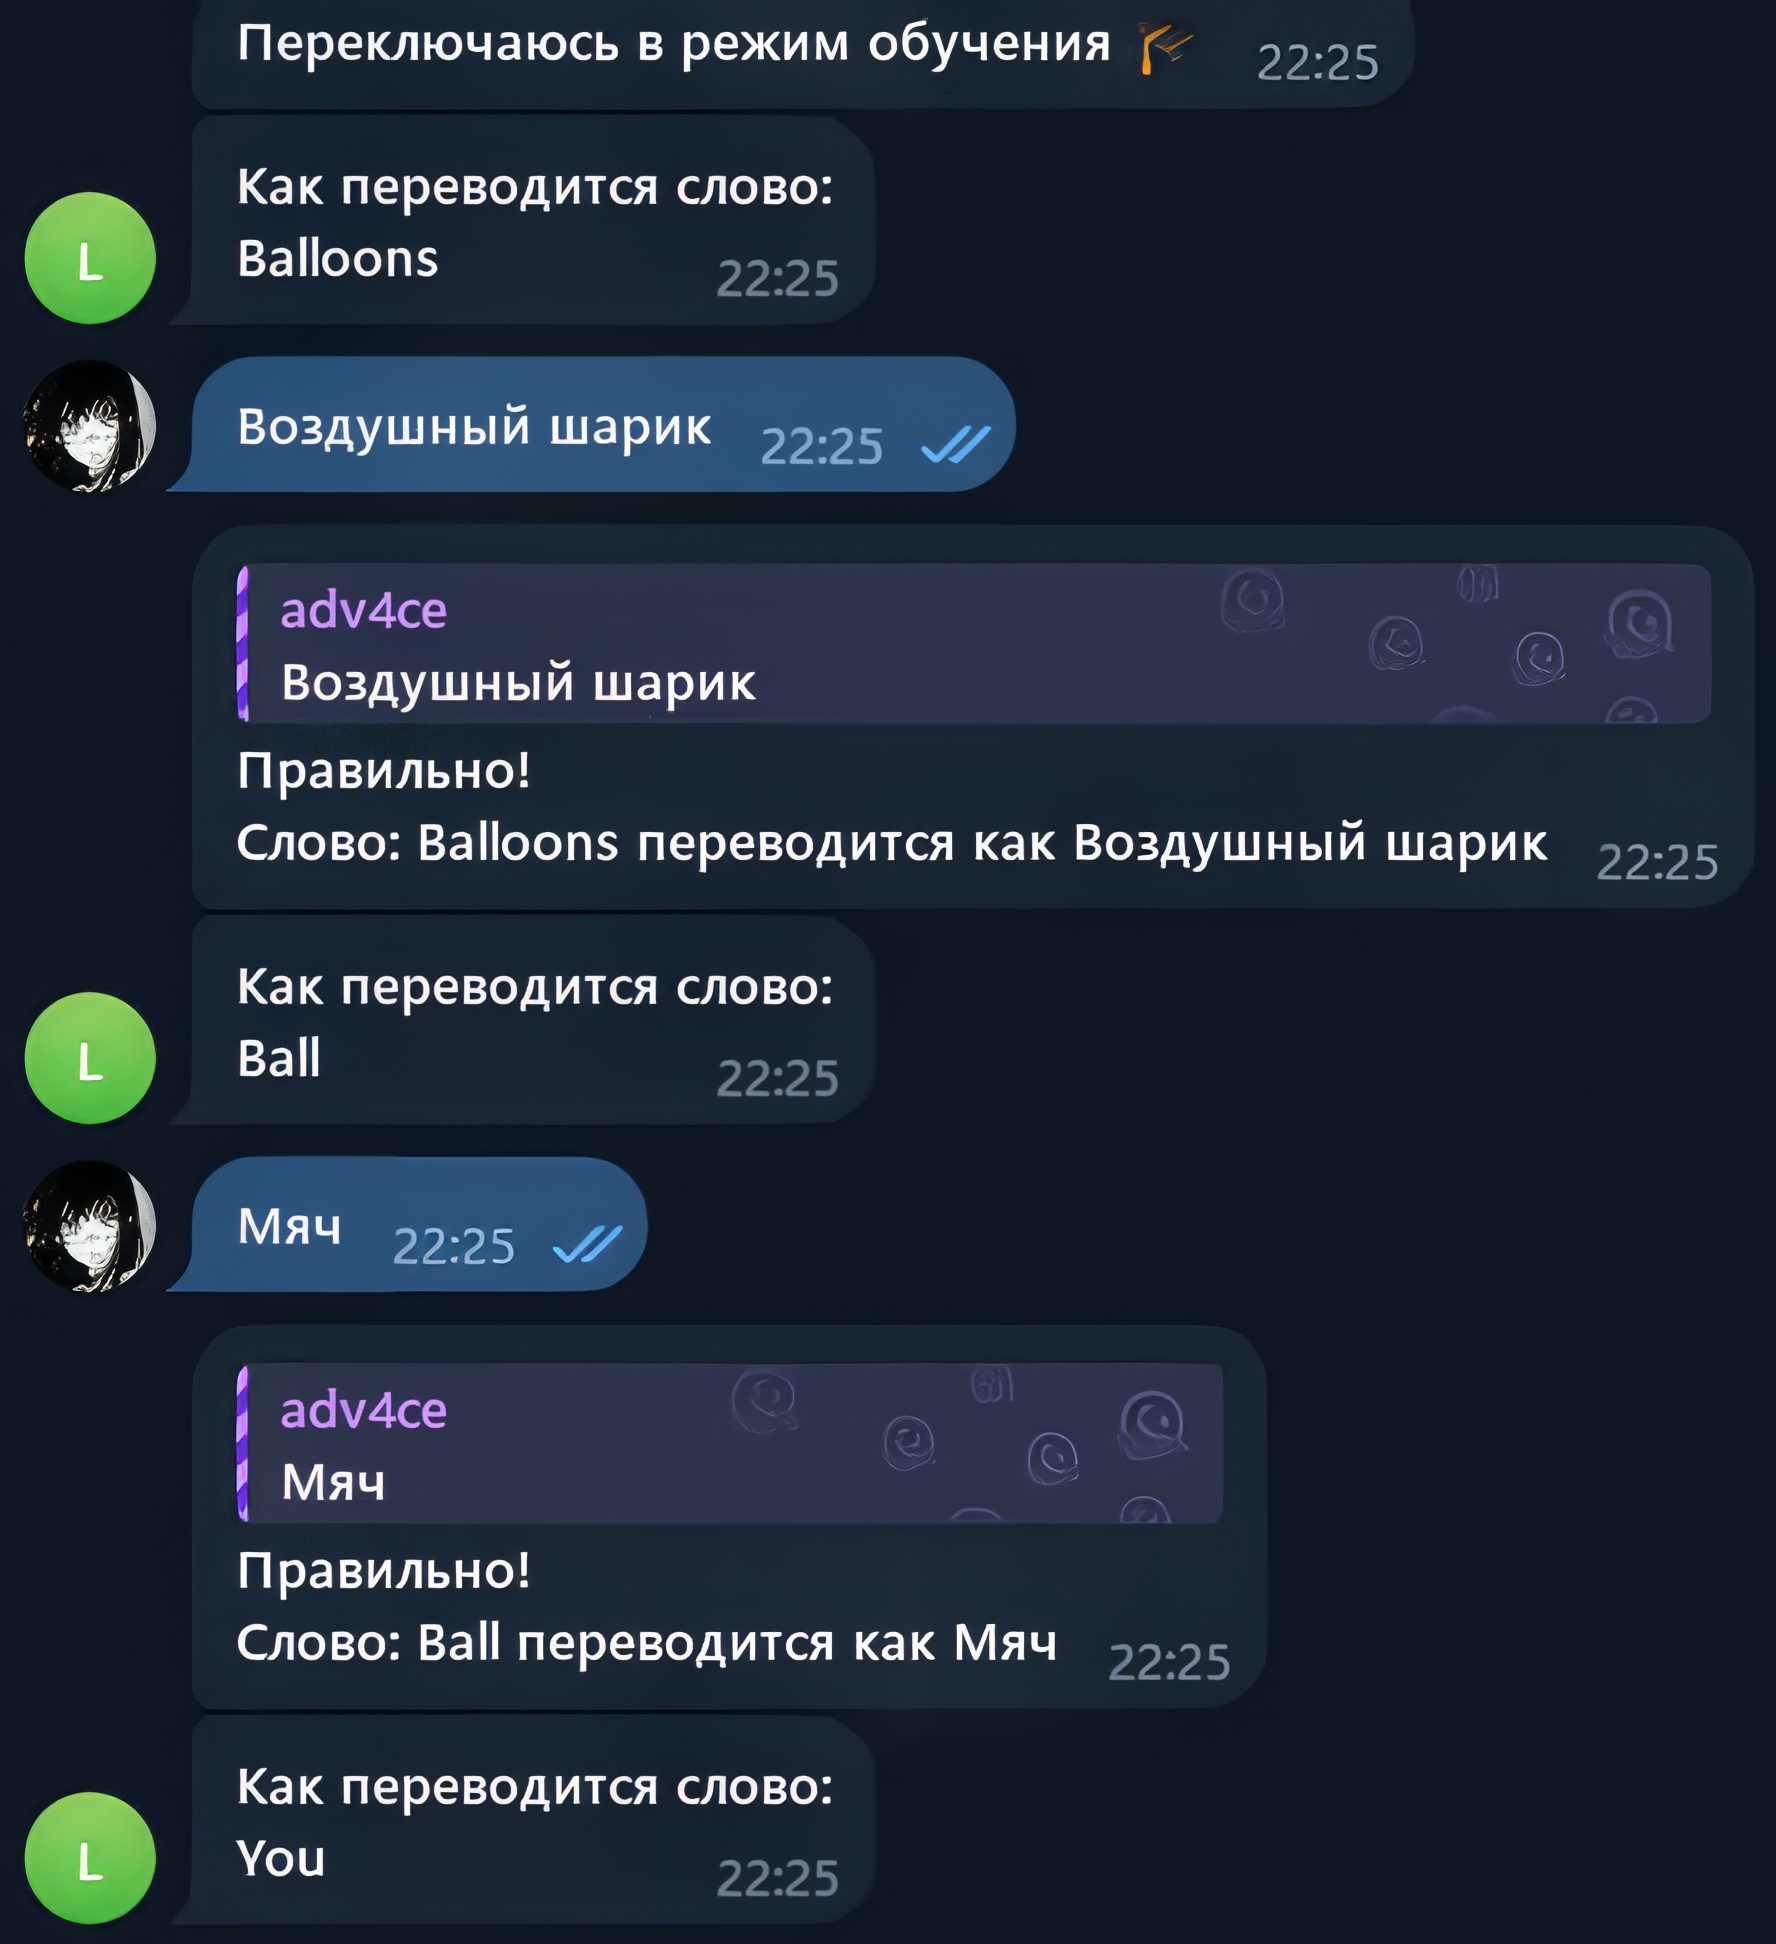 Переключаюсь в режим обучения 22:25
Как переводится слово:
Balloons 22:25
L
Воздушный шарик 22:25
adv4ce
Воздушный шарик
Правильно!
Слово: Balloons переводится как Воздушный шарик 22:25
Как переводится слово:
Ball 22:25
L
Мяч 22:25
adv4ce
Мяч
Правильно!
Слово: Ball переводится как Мяч 22:25
Как переводится слово:
You 22:25
L